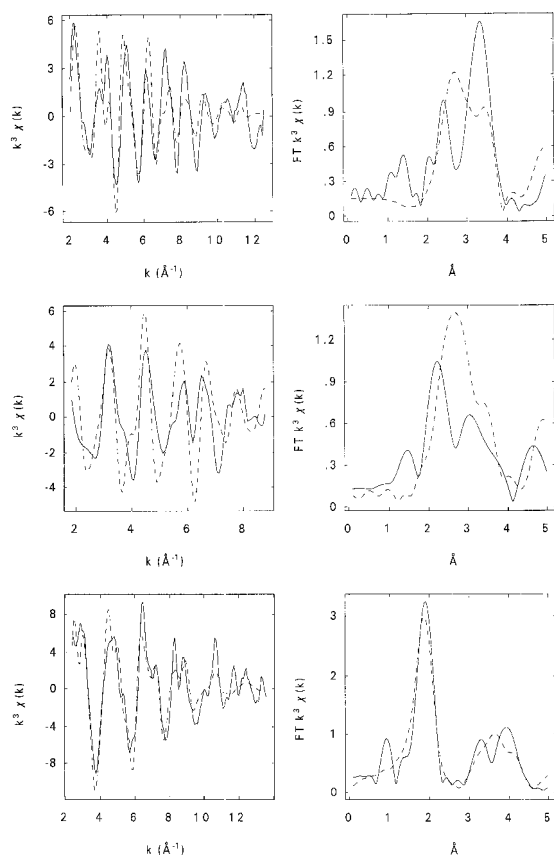 6
3
0
-3
-6
k³ χ(k)
2 4 6 8 10 12
k (Å⁻¹)
1.5
1.2
.9
.6
.3
0
FT k³ χ(k)
0 1 2 3 4 5
Å
6
4
2
0
-2
-4
k³ χ(k)
2 4 6 8
k (Å⁻¹)
1.2
.9
.6
.3
0
FT k³ χ(k)
0 1 2 3 4 5
Å
8
4
0
-4
-8
k³ χ(k)
2 4 6 8 10 12
k (Å⁻¹)
3
2
1
0
FT k³ χ(k)
0 1 2 3 4 5
Å